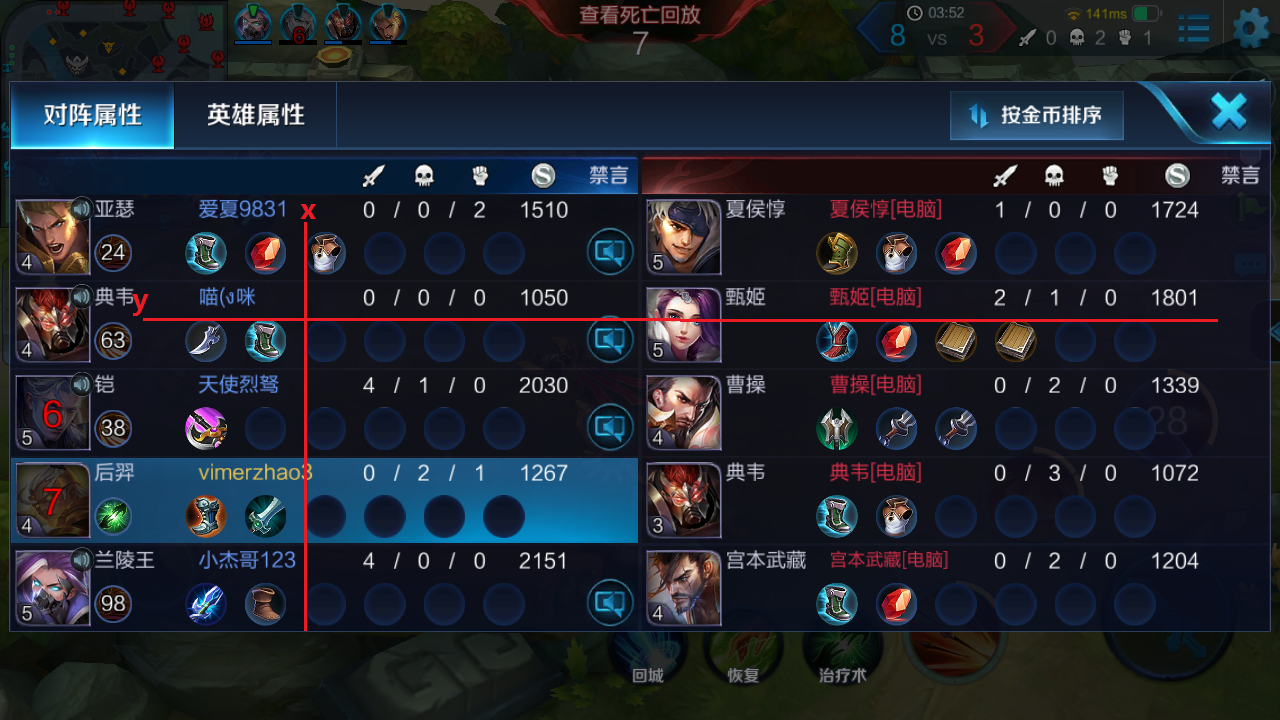 查看死亡回放
7
03:52
141ms
8 VS 3
0 2 1
6
对阵属性
英雄属性
按金币排序
禁言
禁言
x
亚瑟 爱夏9831 0 / 0 / 2 1510
4 24
夏侯惇 夏侯惇[电脑] 1 / 0 / 0 1724
5
y
典韦 喵(ง咪 0 / 0 / 0 1050
4 63
甄姬 甄姬[电脑] 2 / 1 / 0 1801
5
铠 天使烈驽 4 / 1 / 0 2030
6
5 38
曹操 曹操[电脑] 0 / 2 / 0 1339
4
28
后羿 vimerzhao3 0 / 2 / 1 1267
7
4
典韦 典韦[电脑] 0 / 3 / 0 1072
3
兰陵王 小杰哥123 4 / 0 / 0 2151
5 98
宫本武藏 宫本武藏[电脑] 0 / 2 / 0 1204
4
回城
恢复
治疗术